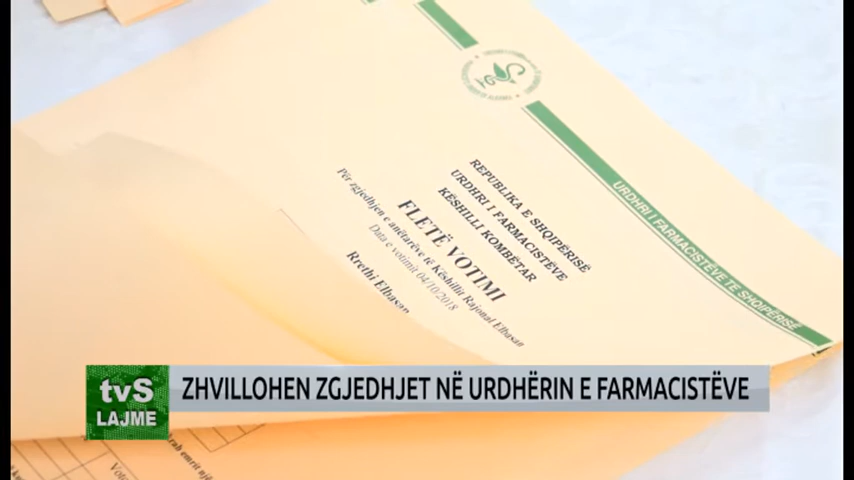 URDHRI I FARMACISTËVE TË SHQIPËRISË
REPUBLIKA E SHQIPËRISË
URDHRI I FARMACISTËVE
KËSHILLI KOMBËTAR
FLETË VOTIMI
Për zgjedhjen e anëtarëve të Këshillit Rajonal Elbasan
Data e votimit 04/10/2018
Rrethi Elbasan
tvS
LAJME
ZHVILLOHEN ZGJEDHJET NË URDHËRIN E FARMACISTËVE
emrit